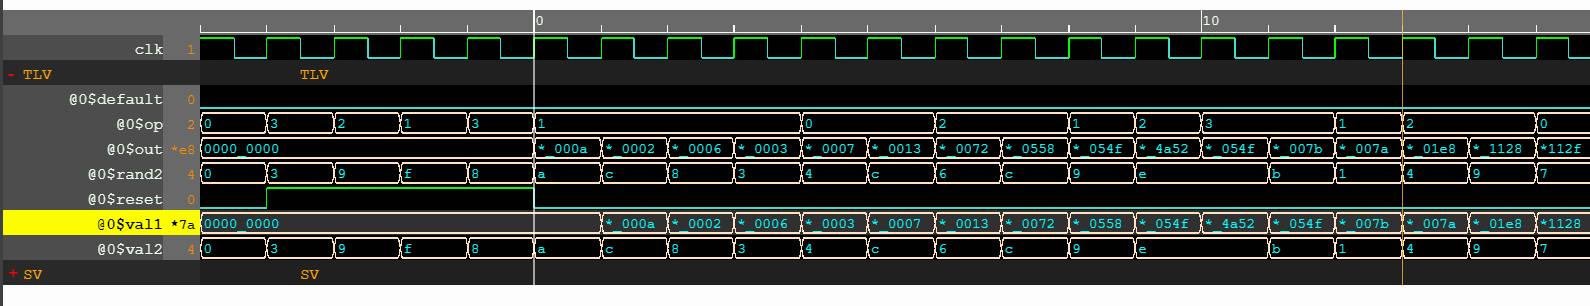 0 10
clk 1
- TLV TLV
@0$default 0
@0$op 2 0 3 2 1 3 1 0 2 1 2 3 1 2 0
@0$out *e8 0000_0000 *_000a *_0002 *_0006 *_0003 *_0007 *_0013 *_0072 *_0558 *_054f *_4a52 *_054f *_007b *_007a *_01e8 *_1128 *112f
@0$rand2 4 0 3 9 f 8 a c 8 3 4 c 6 c 9 e b 1 4 9 7
@0$reset 0
@0$val1 *7a 0000_0000 *_000a *_0002 *_0006 *_0003 *_0007 *_0013 *_0072 *_0558 *_054f *_4a52 *_054f *_007b *_007a *_01e8 *1128
@0$val2 4 0 3 9 f 8 a c 8 3 4 c 6 c 9 e b 1 4 9 7
+ SV SV